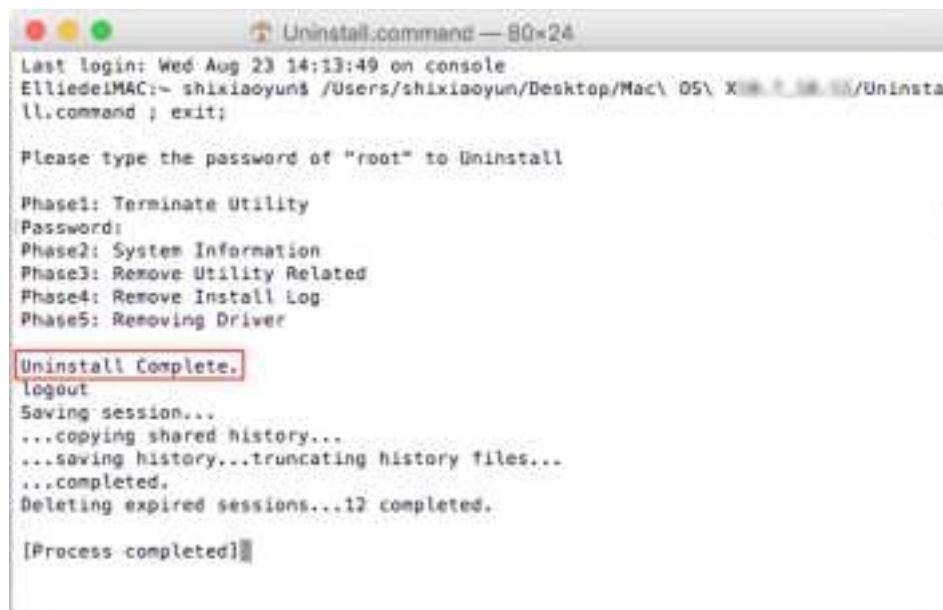 Uninstall.command — 80×24
Last login: Wed Aug 23 14:13:49 on console
ElliedeiMAC:~ shixiaoyun$ /Users/shixiaoyun/Desktop/Mac\ OS\ X /Uninsta
ll.command ; exit;
Please type the password of "root" to Uninstall
Phase1: Terminate Utility
Password:
Phase2: System Information
Phase3: Remove Utility Related
Phase4: Remove Install Log
Phase5: Removing Driver
Uninstall Complete.
logout
Saving session...
...copying shared history...
...saving history...truncating history files...
...completed.
Deleting expired sessions...12 completed.
[Process completed]